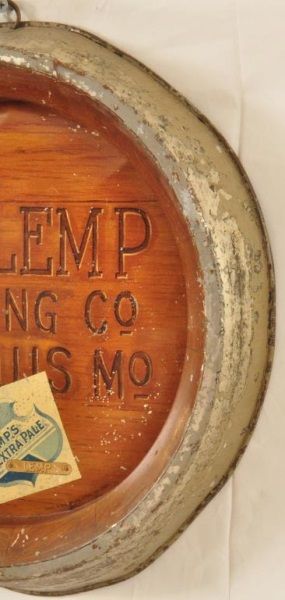 LEMP
NG CO
UIS MO
MP'S
EXTRA PALE
LEMP